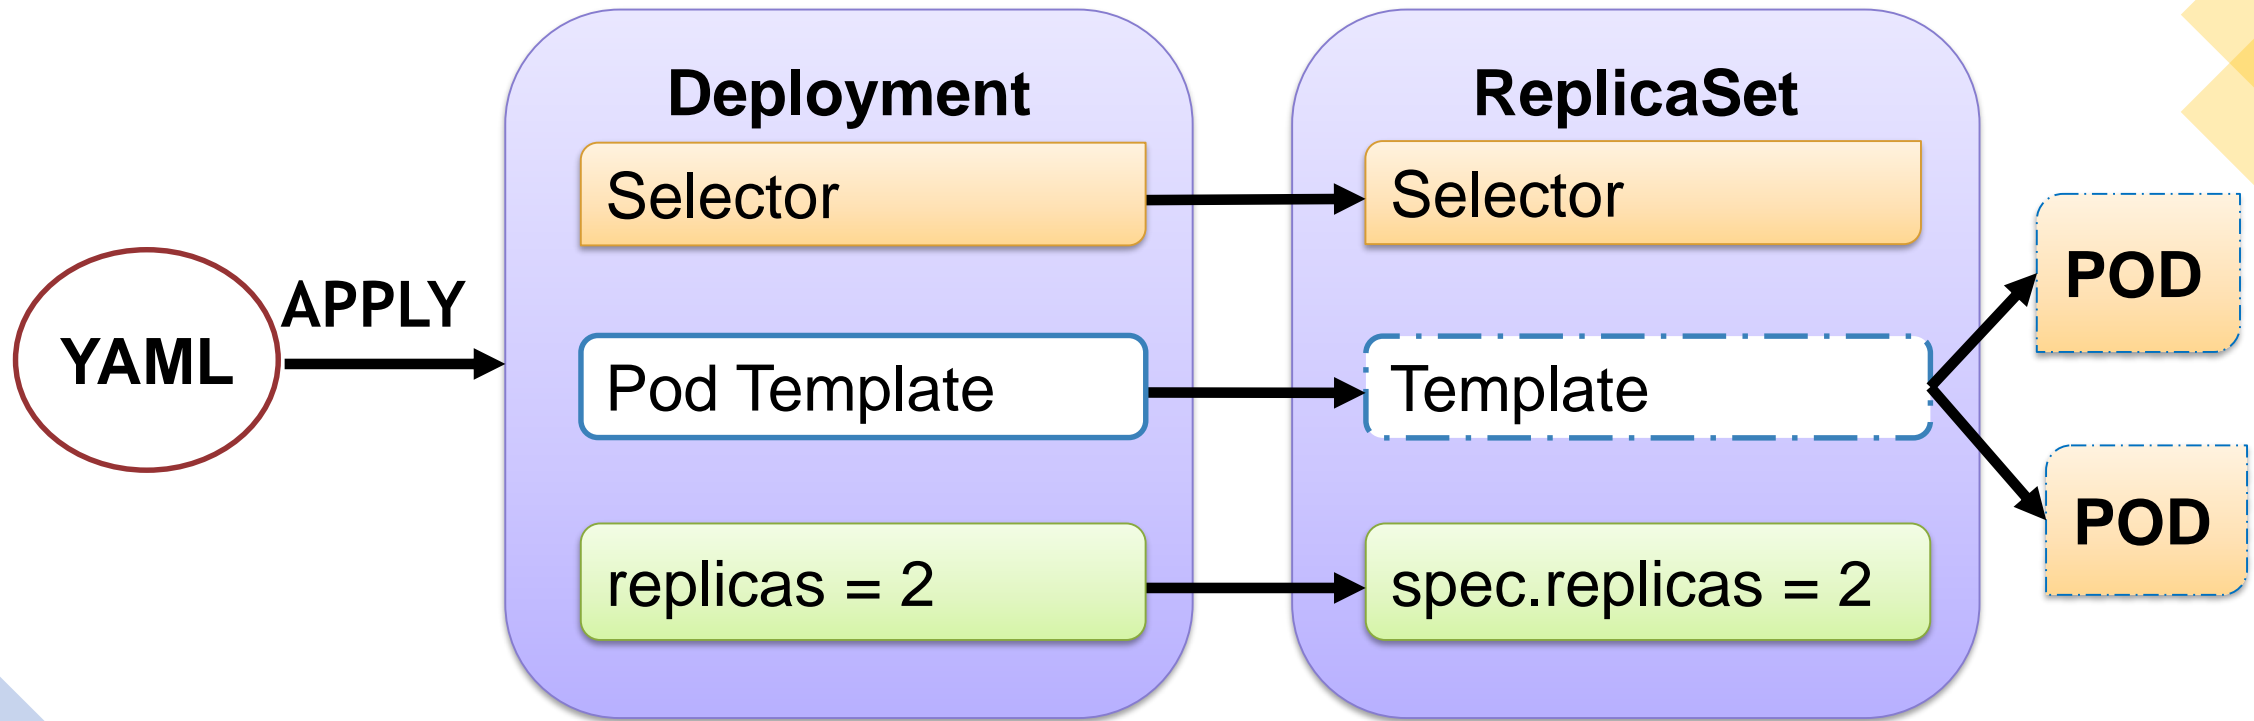 YAML
APPLY
Deployment
Selector
Pod Template
replicas = 2
ReplicaSet
Selector
Template
spec.replicas = 2
POD
POD